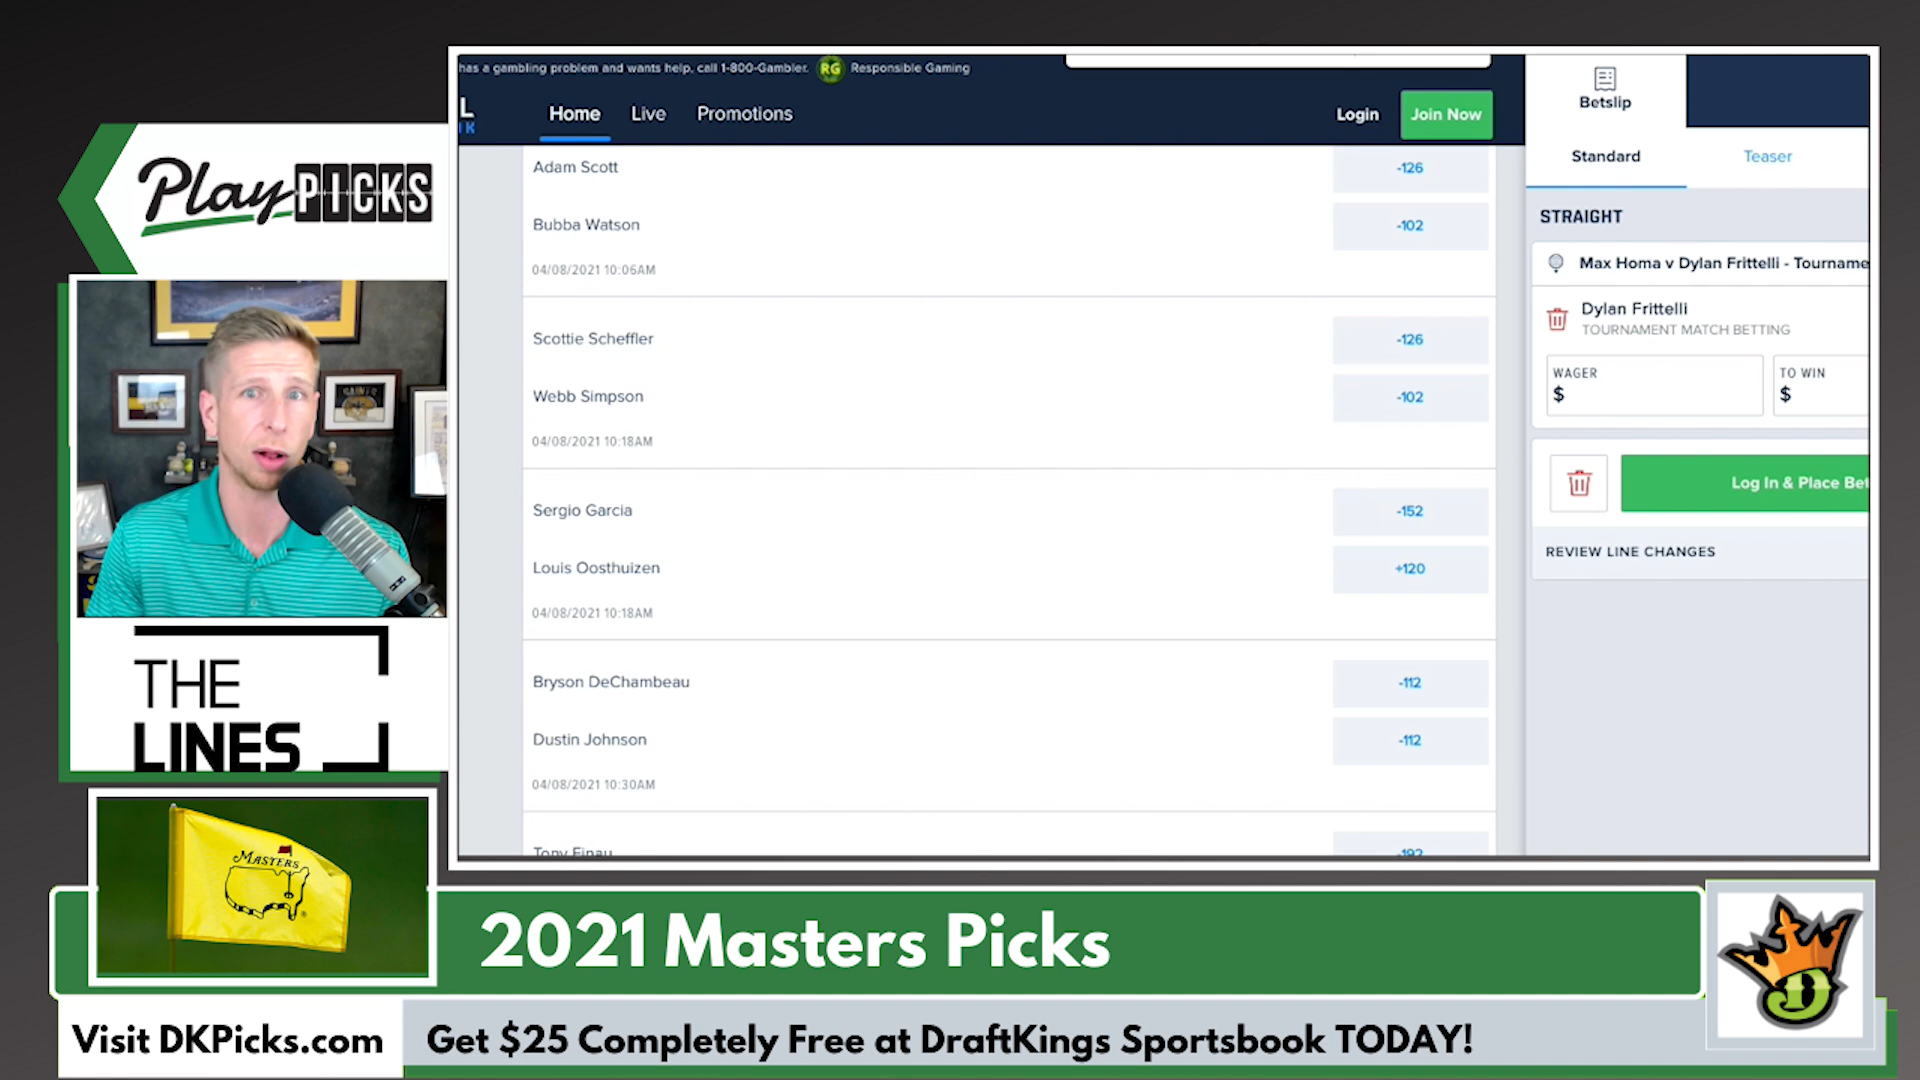 has a gambling problem and wants help, call 1-800-Gambler. RG Responsible Gaming
L
Home Live Promotions
Login Join Now
Betslip
Standard Teaser
Adam Scott -126
Bubba Watson -102
04/08/2021 10:06AM
Scottie Scheffler -126
Webb Simpson -102
04/08/2021 10:18AM
Sergio Garcia -152
Louis Oosthuizen +120
04/08/2021 10:18AM
Bryson DeChambeau -112
Dustin Johnson -112
04/08/2021 10:30AM
Tony Finau -192
STRAIGHT
Max Homa v Dylan Frittelli - Tourname
Dylan Frittelli
TOURNAMENT MATCH BETTING
WAGER
$
TO WIN
$
Log In & Place Bet
REVIEW LINE CHANGES
Play PICKS
SAINTS
THE
LINES
MASTERS
2021 Masters Picks
D
Visit DKPicks.com
Get $25 Completely Free at DraftKings Sportsbook TODAY!